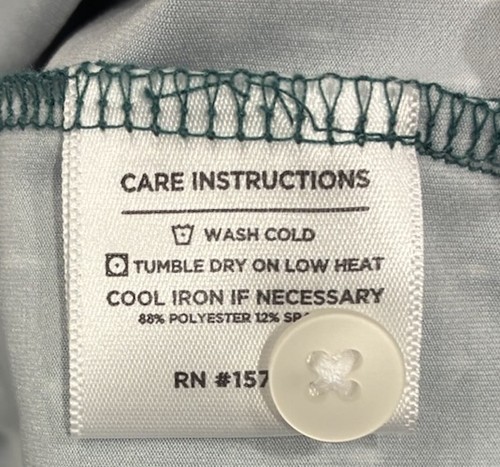 CARE INSTRUCTIONS
WASH COLD
TUMBLE DRY ON LOW HEAT
COOL IRON IF NECESSARY
88% POLYESTER 12%
RN #157